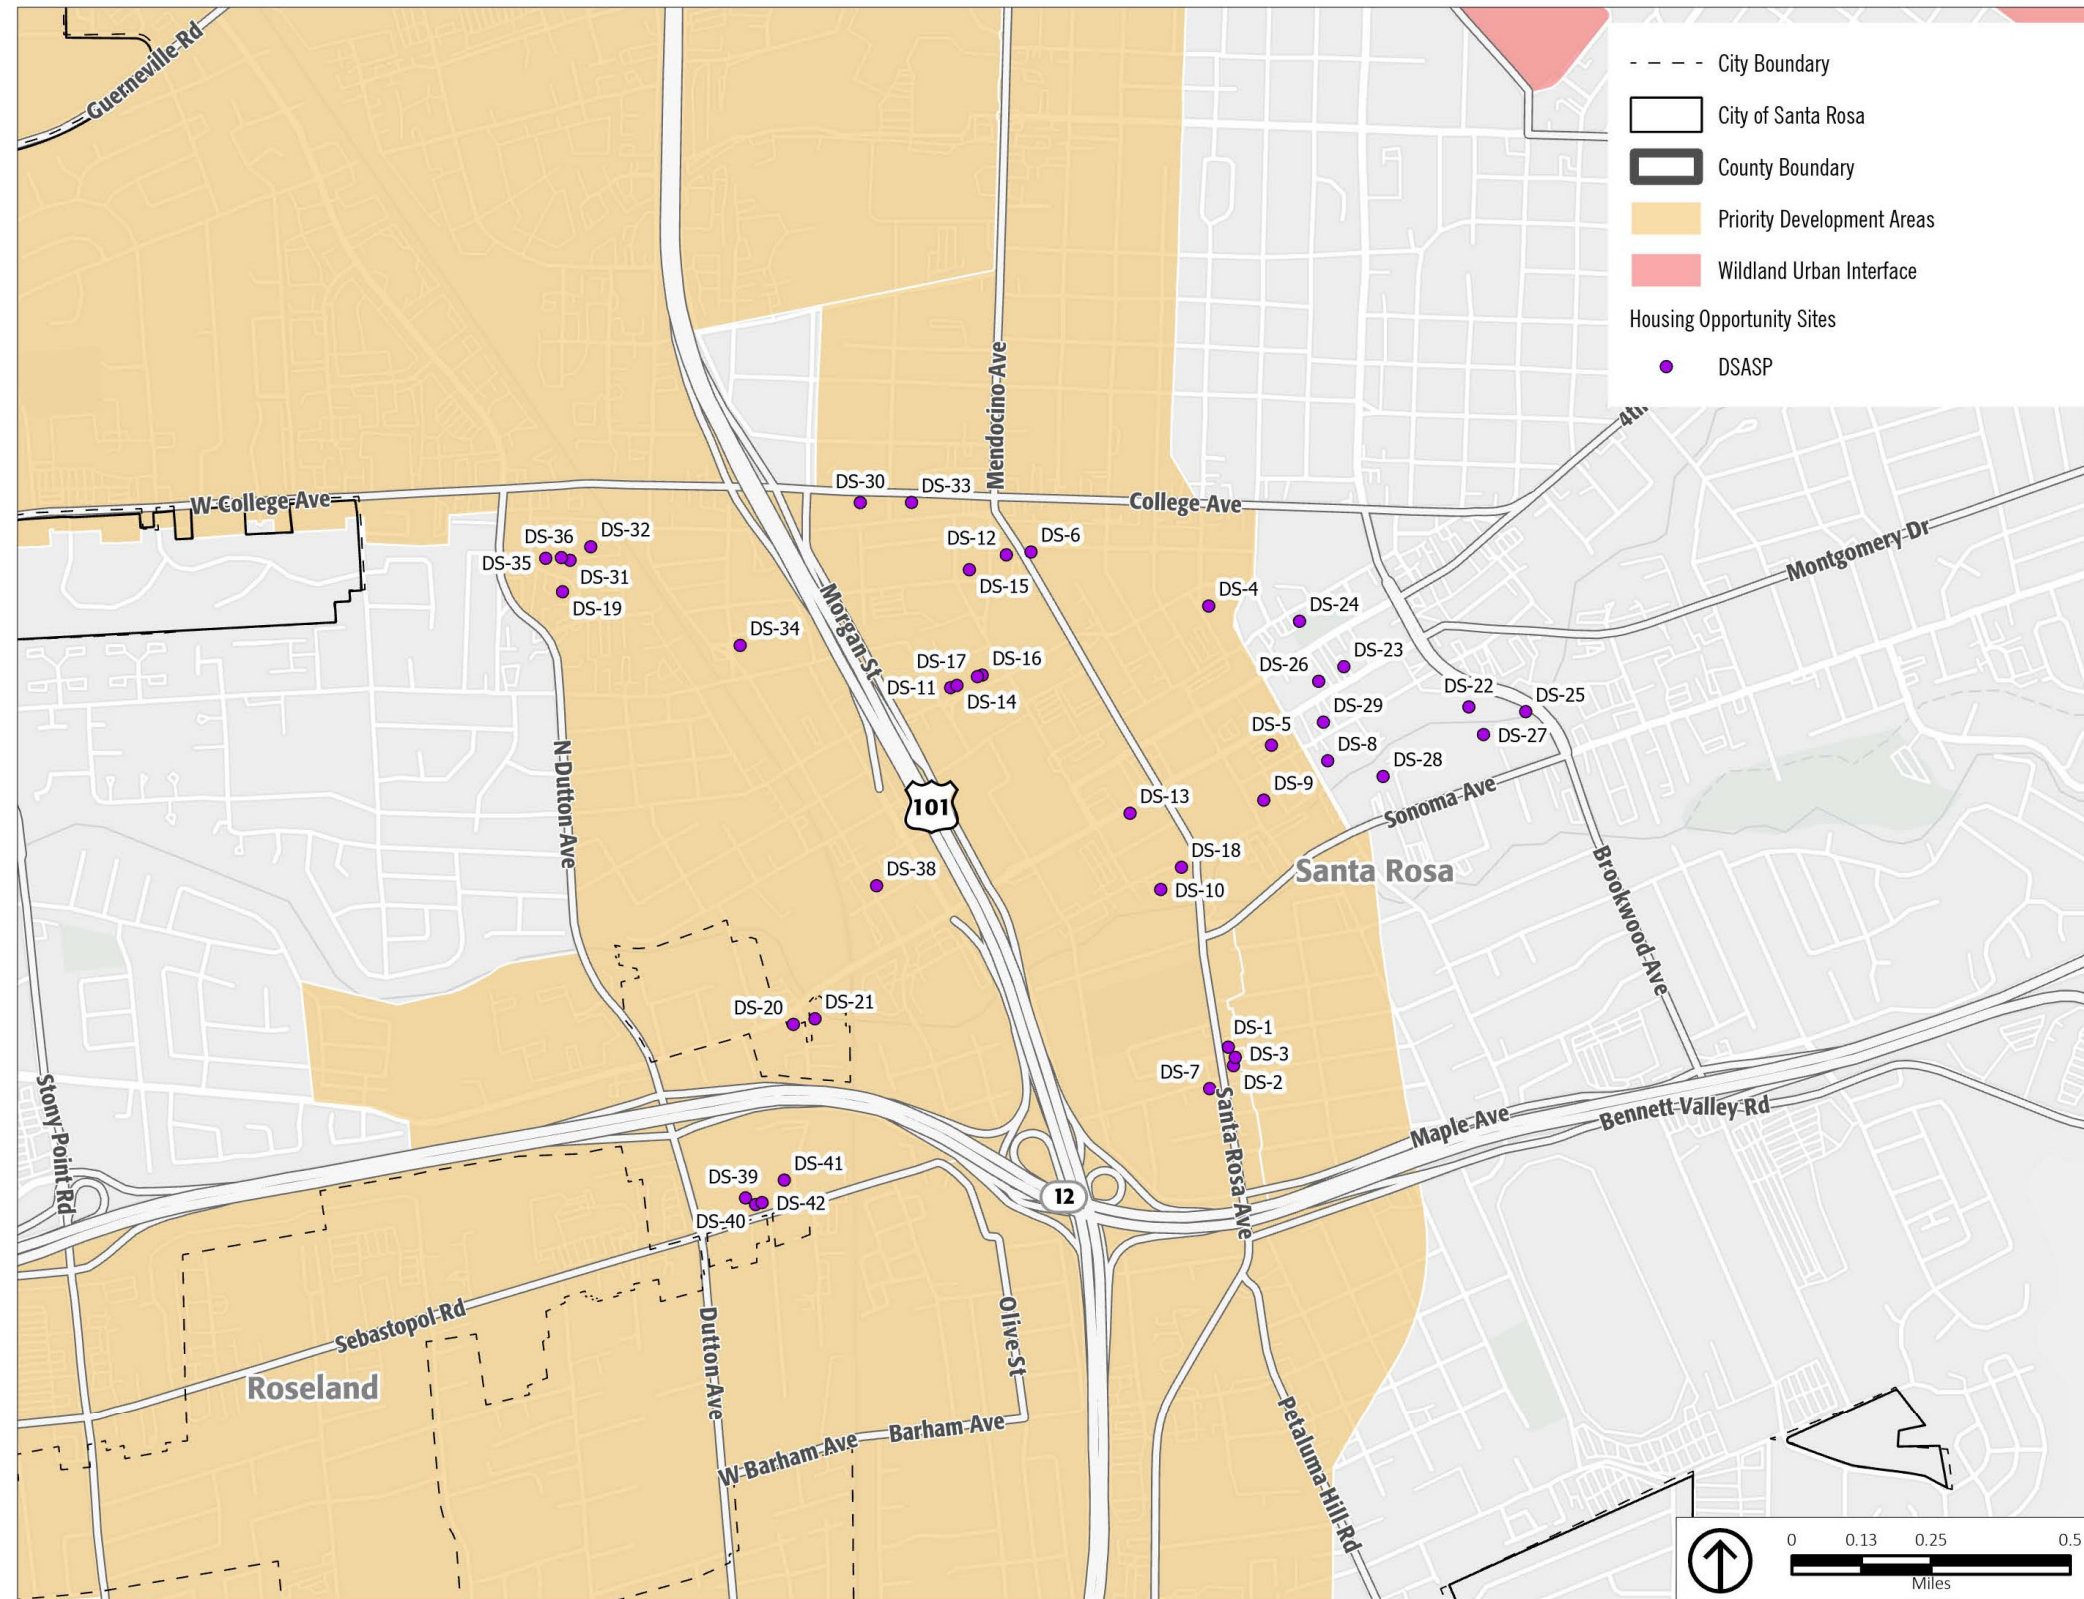 Guerneville Rd
City Boundary
City of Santa Rosa
County Boundary
Priority Development Areas
Wildland Urban Interface
Housing Opportunity Sites
DSASP
Mendocino Ave
4th
W College Ave
College Ave
DS-30
DS-33
DS-36
DS-32
DS-35
DS-31
DS-19
DS-12
DS-6
DS-15
Montgomery Dr
DS-4
DS-24
DS-34
Morgan St
DS-17
DS-16
DS-11
DS-14
DS-26
DS-23
DS-22
DS-25
DS-29
DS-5
DS-27
DS-8
DS-28
DS-9
DS-13
Sonoma Ave
N Dutton Ave
101
DS-18
DS-38
DS-10
Santa Rosa
Brookwood Ave
DS-20
DS-21
DS-1
DS-3
DS-7
DS-2
Stony Point Rd
Santa Rosa Ave
Maple Ave
Bennett Valley Rd
DS-41
DS-39
DS-42
DS-40
12
Sebastopol Rd
Roseland
Dutton Ave
Olive St
W Barham Ave
Barham Ave
Petaluma Hill Rd
0 0.13 0.25 0.5
Miles